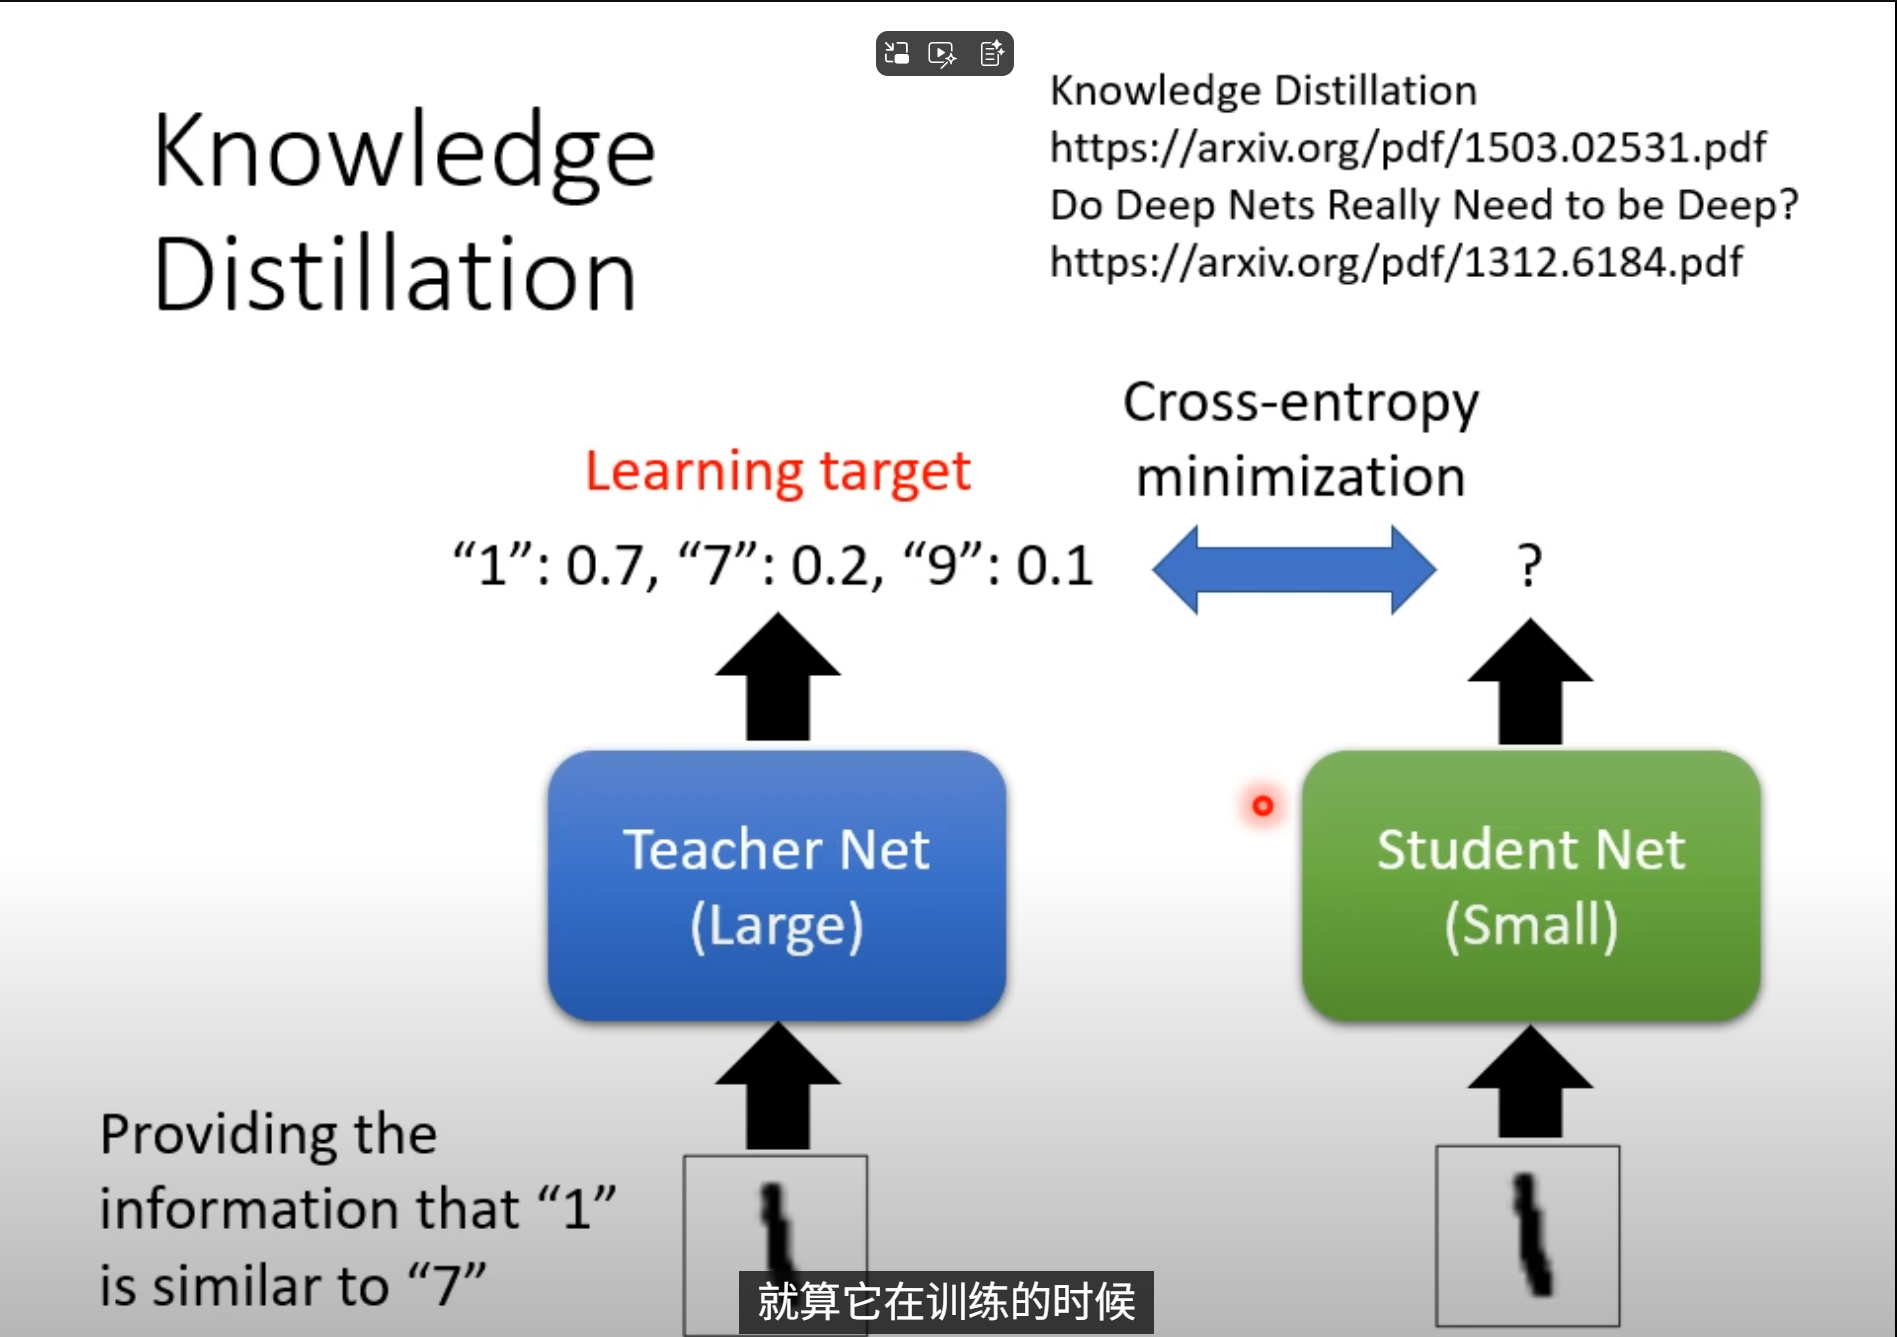 Knowledge
Distillation
Knowledge Distillation
https://arxiv.org/pdf/1503.02531.pdf
Do Deep Nets Really Need to be Deep?
https://arxiv.org/pdf/1312.6184.pdf
Cross-entropy
minimization
Learning target
“1”: 0.7, “7”: 0.2, “9”: 0.1
?
Teacher Net
(Large)
Student Net
(Small)
Providing the
information that “1”
is similar to “7”
就算它在训练的时候